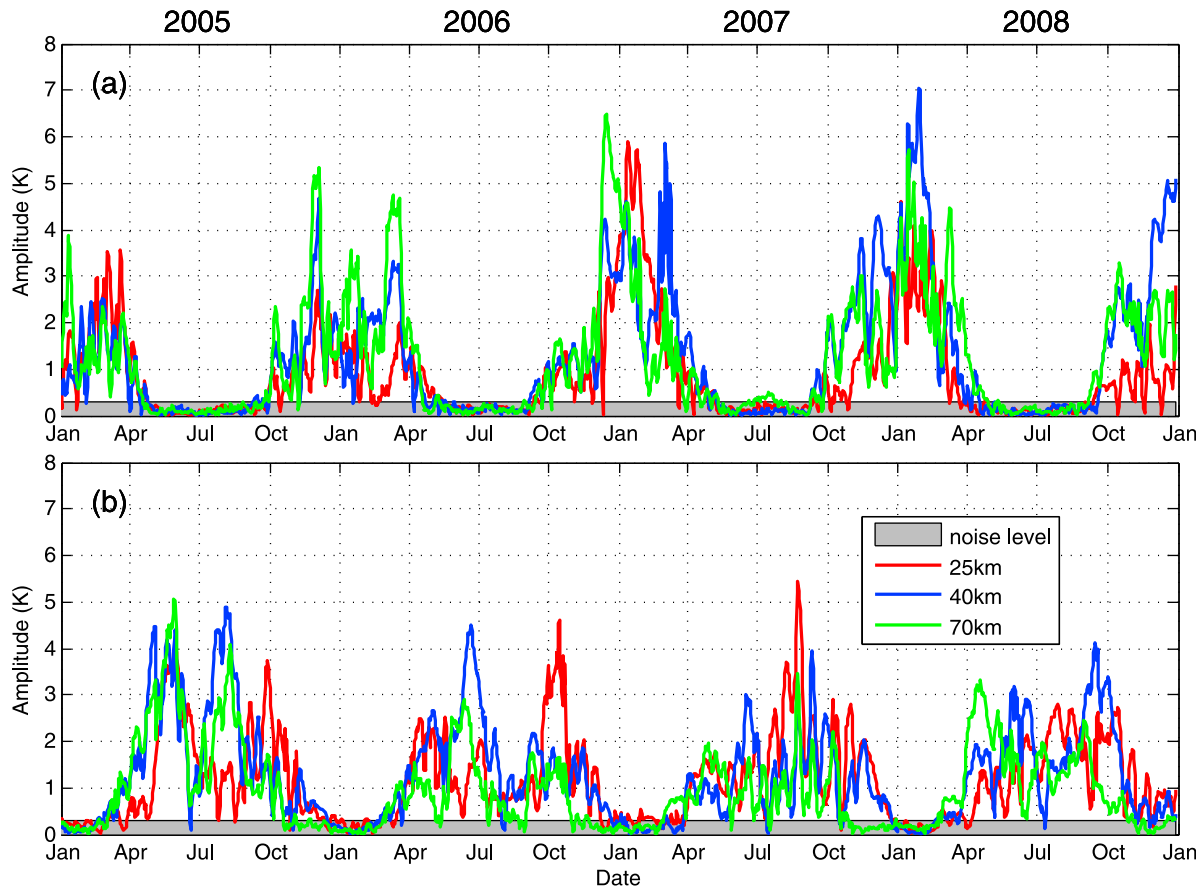 2005 2006 2007 2008
(a)
8
7
6
5
4
3
2
1
0
Amplitude (K)
Jan Apr Jul Oct Jan Apr Jul Oct Jan Apr Jul Oct Jan Apr Jul Oct Jan
(b)
8
7
6
5
4
3
2
1
0
Amplitude (K)
noise level
25km
40km
70km
Jan Apr Jul Oct Jan Apr Jul Oct Jan Apr Jul Oct Jan Apr Jul Oct Jan
Date